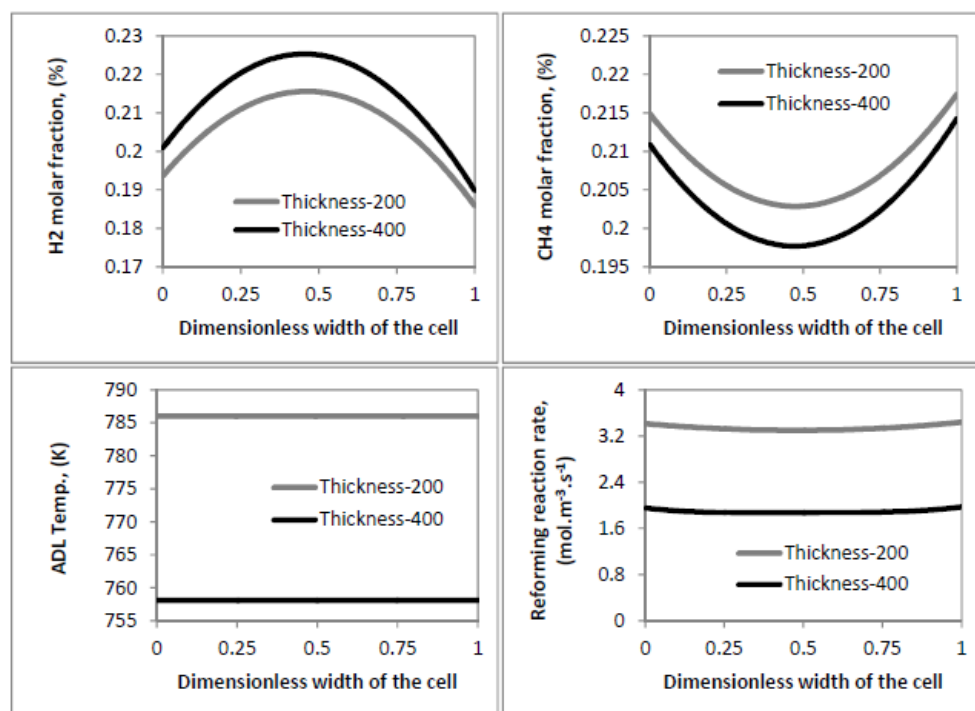 H2 molar fraction, (%)
0.23
0.22
0.21
0.2
0.19
0.18
0.17
Thickness-200
Thickness-400
0 0.25 0.5 0.75 1
Dimensionless width of the cell
CH4 molar fraction, (%)
0.225
0.22
0.215
0.21
0.205
0.2
0.195
Thickness-200
Thickness-400
0 0.25 0.5 0.75 1
Dimensionless width of the cell
ADL Temp., (K)
790
785
780
775
770
765
760
755
Thickness-200
Thickness-400
0 0.25 0.5 0.75 1
Dimensionless width of the cell
Reforming reaction rate,
(mol.m⁻³.s⁻¹)
4
3.2
2.4
1.6
0.8
0
Thickness-200
Thickness-400
0 0.25 0.5 0.75 1
Dimensionless width of the cell